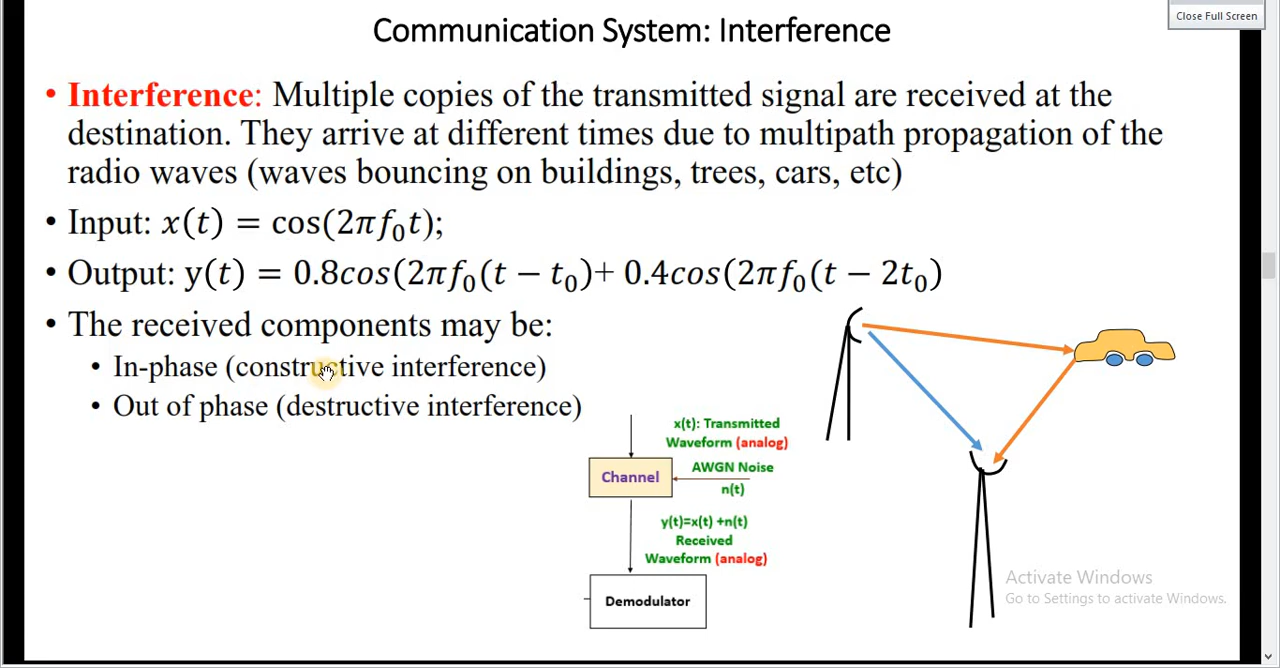 Close Full Screen
Communication System: Interference
• Interference: Multiple copies of the transmitted signal are received at the
destination. They arrive at different times due to multipath propagation of the
radio waves (waves bouncing on buildings, trees, cars, etc)
• Input: 𝑥(𝑡) = cos(2𝜋𝑓₀𝑡);
• Output: y(𝑡) = 0.8𝑐𝑜𝑠(2𝜋𝑓₀(𝑡 − 𝑡₀)+ 0.4𝑐𝑜𝑠(2𝜋𝑓₀(𝑡 − 2𝑡₀)
• The received components may be:
• In-phase (constructive interference)
• Out of phase (destructive interference)
x(t): Transmitted
Waveform (analog)
Channel
AWGN Noise
n(t)
y(t)=x(t) +n(t)
Received
Waveform (analog)
Demodulator
Activate Windows
Go to Settings to activate Windows.